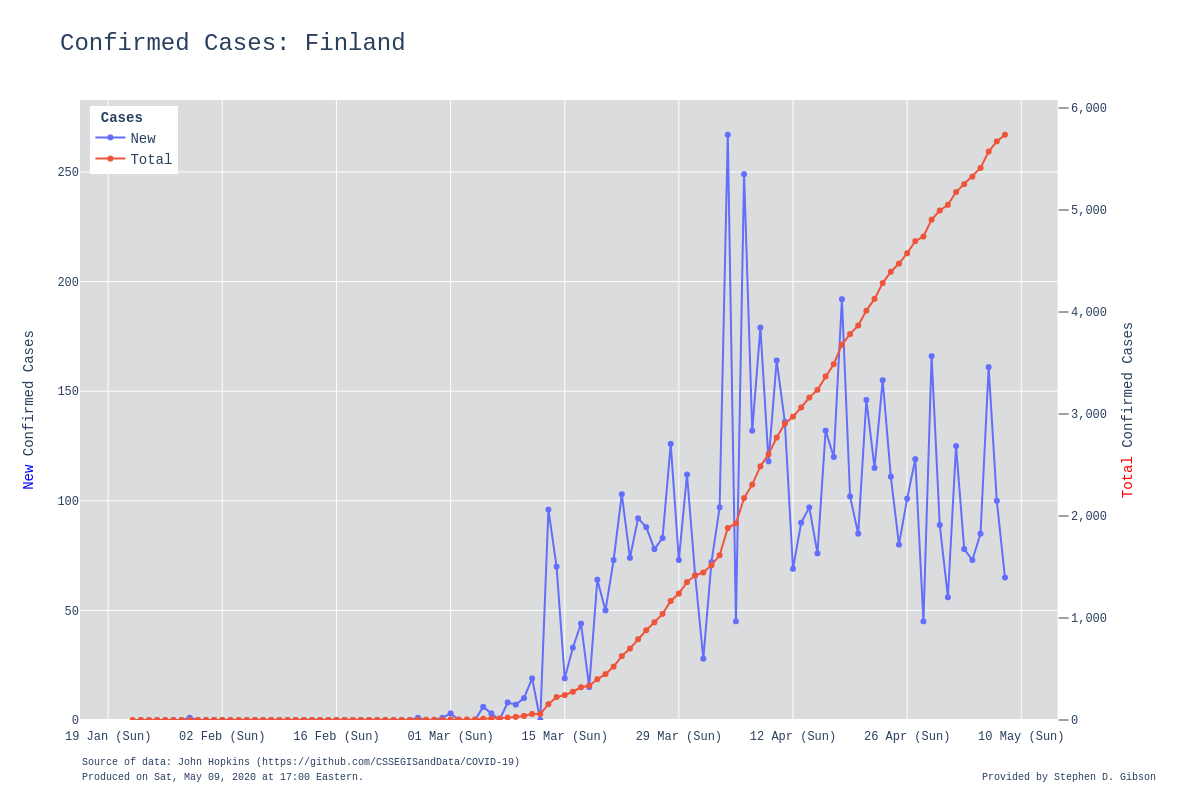 Confirmed Cases: Finland
Cases
New
Total
250
200
150
100
50
0
6,000
5,000
4,000
3,000
2,000
1,000
0
New Confirmed Cases
Total Confirmed Cases
19 Jan (Sun) 02 Feb (Sun) 16 Feb (Sun) 01 Mar (Sun) 15 Mar (Sun) 29 Mar (Sun) 12 Apr (Sun) 26 Apr (Sun) 10 May (Sun)
Source of data: John Hopkins (https://github.com/CSSEGISandData/COVID-19)
Produced on Sat, May 09, 2020 at 17:00 Eastern.
Provided by Stephen D. Gibson